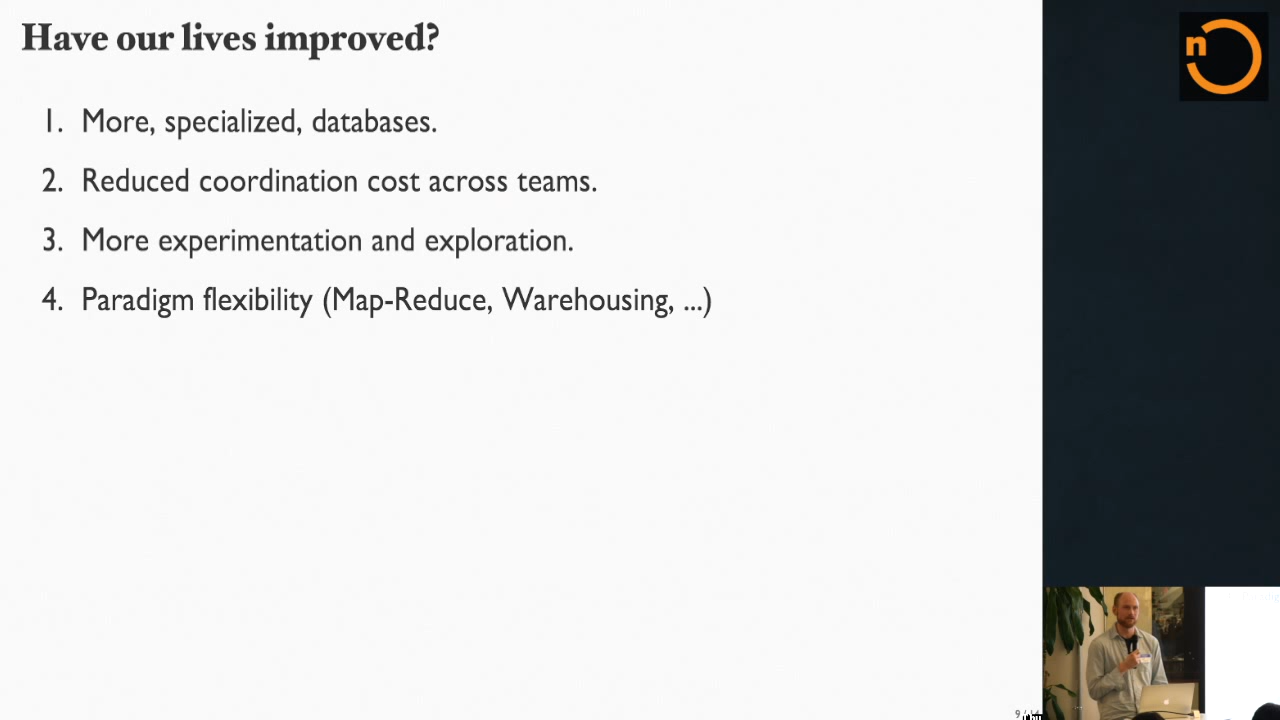 Have our lives improved?
n
1. More, specialized, databases.
2. Reduced coordination cost across teams.
3. More experimentation and exploration.
4. Paradigm flexibility (Map-Reduce, Warehousing, ...)